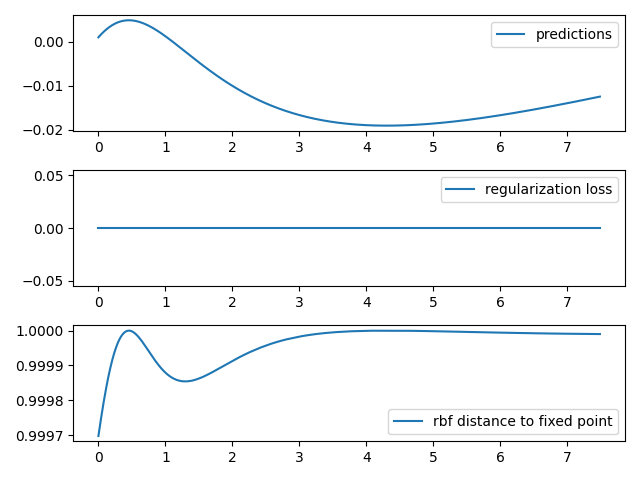 0.00
−0.01
−0.02
predictions
0 1 2 3 4 5 6 7
0.05
0.00
−0.05
regularization loss
0 1 2 3 4 5 6 7
1.0000
0.9999
0.9998
0.9997
rbf distance to fixed point
0 1 2 3 4 5 6 7